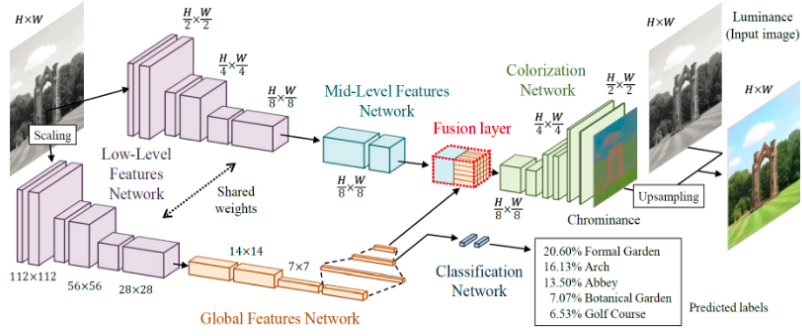 H×W
H/2 × W/2
H/4 × W/4
H/8 × W/8
Scaling
Low-Level
Features
Network
Shared
weights
112×112
56×56
28×28
Mid-Level Features
Network
H/8 × W/8
Fusion layer
14×14
7×7
Global Features Network
Classification
Network
Colorization
Network
H/8 × W/8
H/4 × W/4
H/2 × W/2
Chrominance
H×W
Luminance
(Input image)
H×W
Upsampling
20.60% Formal Garden
16.13% Arch
13.50% Abbey
7.07% Botanical Garden
6.53% Golf Course
Predicted labels